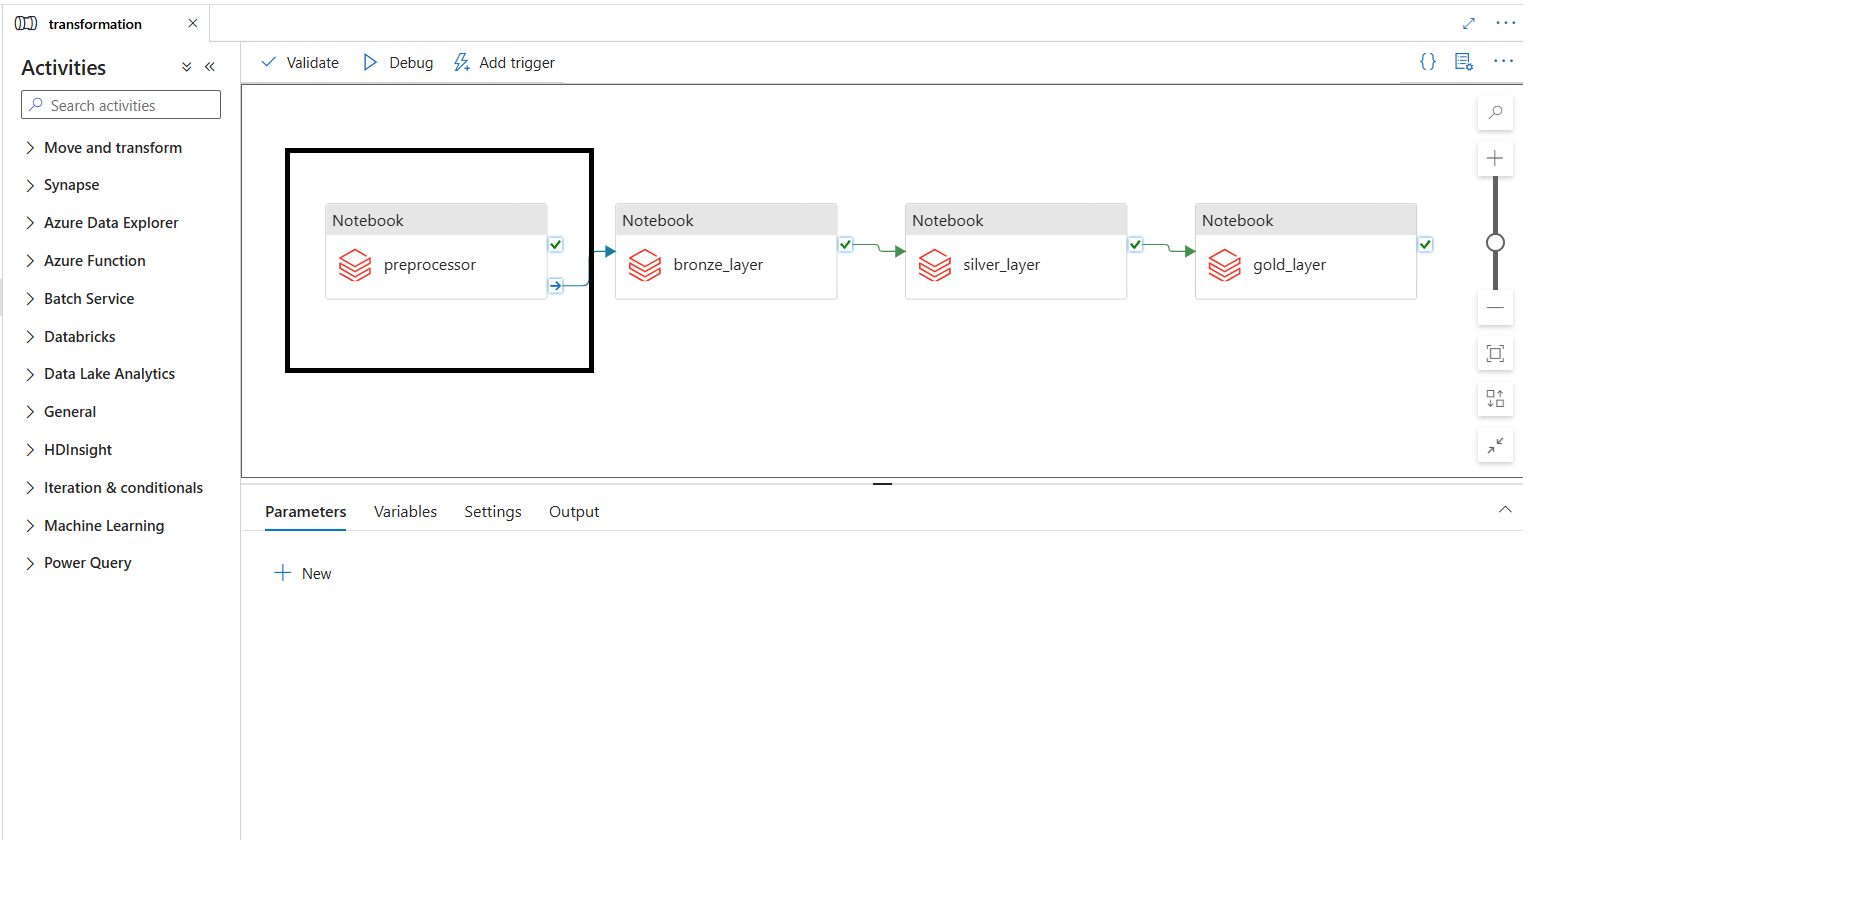 transformation
Activities
Search activities
Move and transform
Synapse
Azure Data Explorer
Azure Function
Batch Service
Databricks
Data Lake Analytics
General
HDInsight
Iteration & conditionals
Machine Learning
Power Query
Validate Debug Add trigger
Notebook
preprocessor
Notebook
bronze_layer
Notebook
silver_layer
Notebook
gold_layer
Parameters Variables Settings Output
New